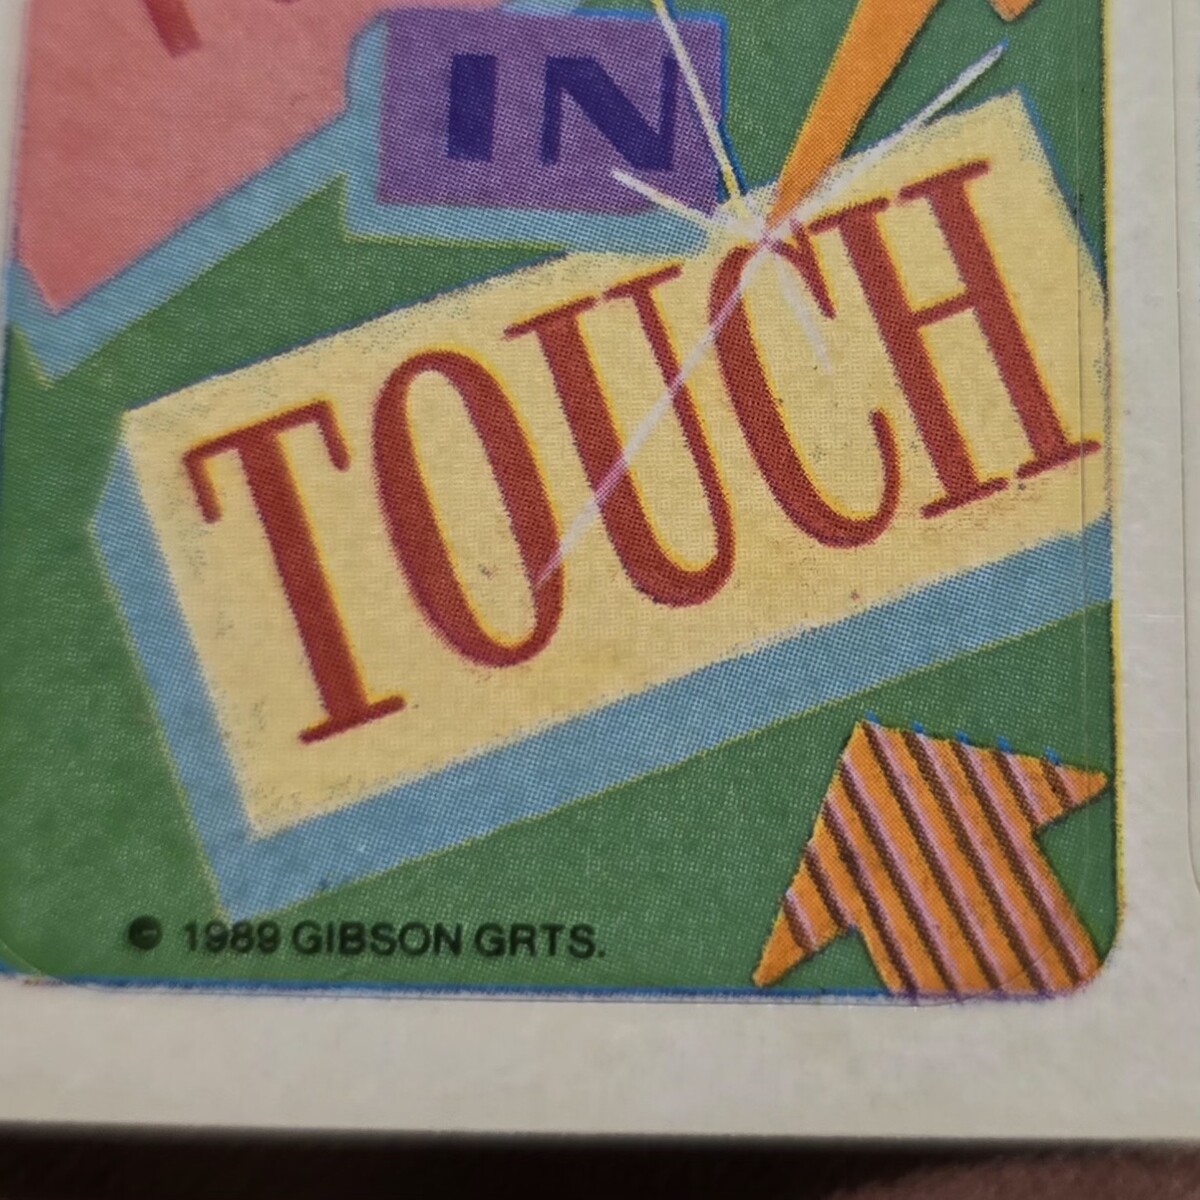 IN
TOUCH
© 1989 GIBSON GRTS.